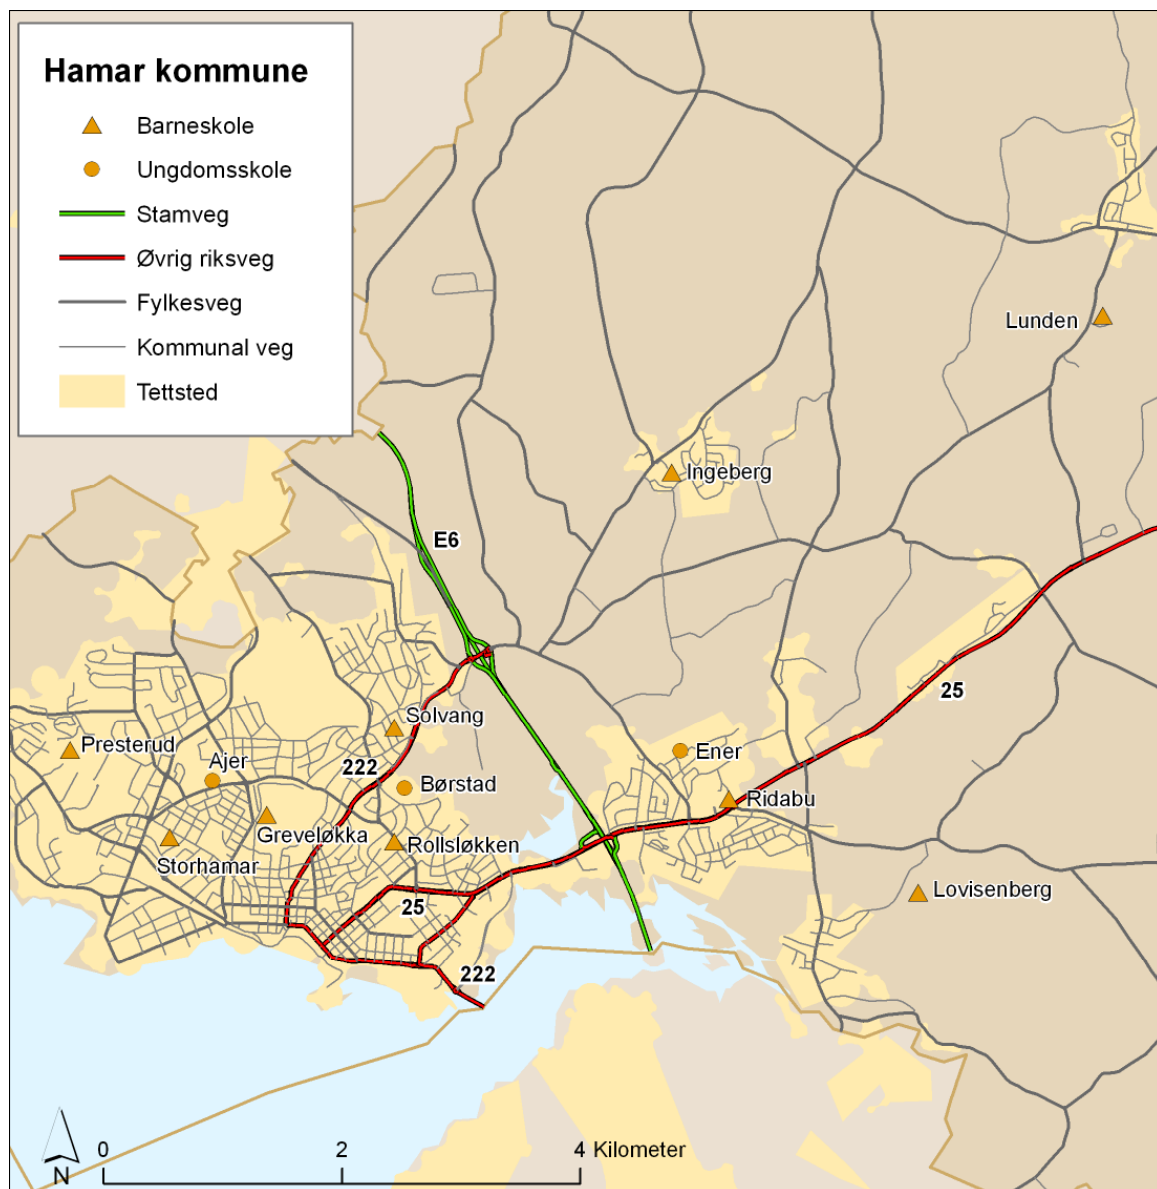 Hamar kommune
Barneskole
Ungdomsskole
Stamveg
Øvrig riksveg
Fylkesveg
Kommunal veg
Tettsted
Lunden
Ingeberg
E6
25
Solvang
Presterud
Ajer
222
Børstad
Ener
Ridabu
Greveløkka
Storhamar
Rollsløkken
Lovisenberg
25
222
N
0 2 4 Kilometer